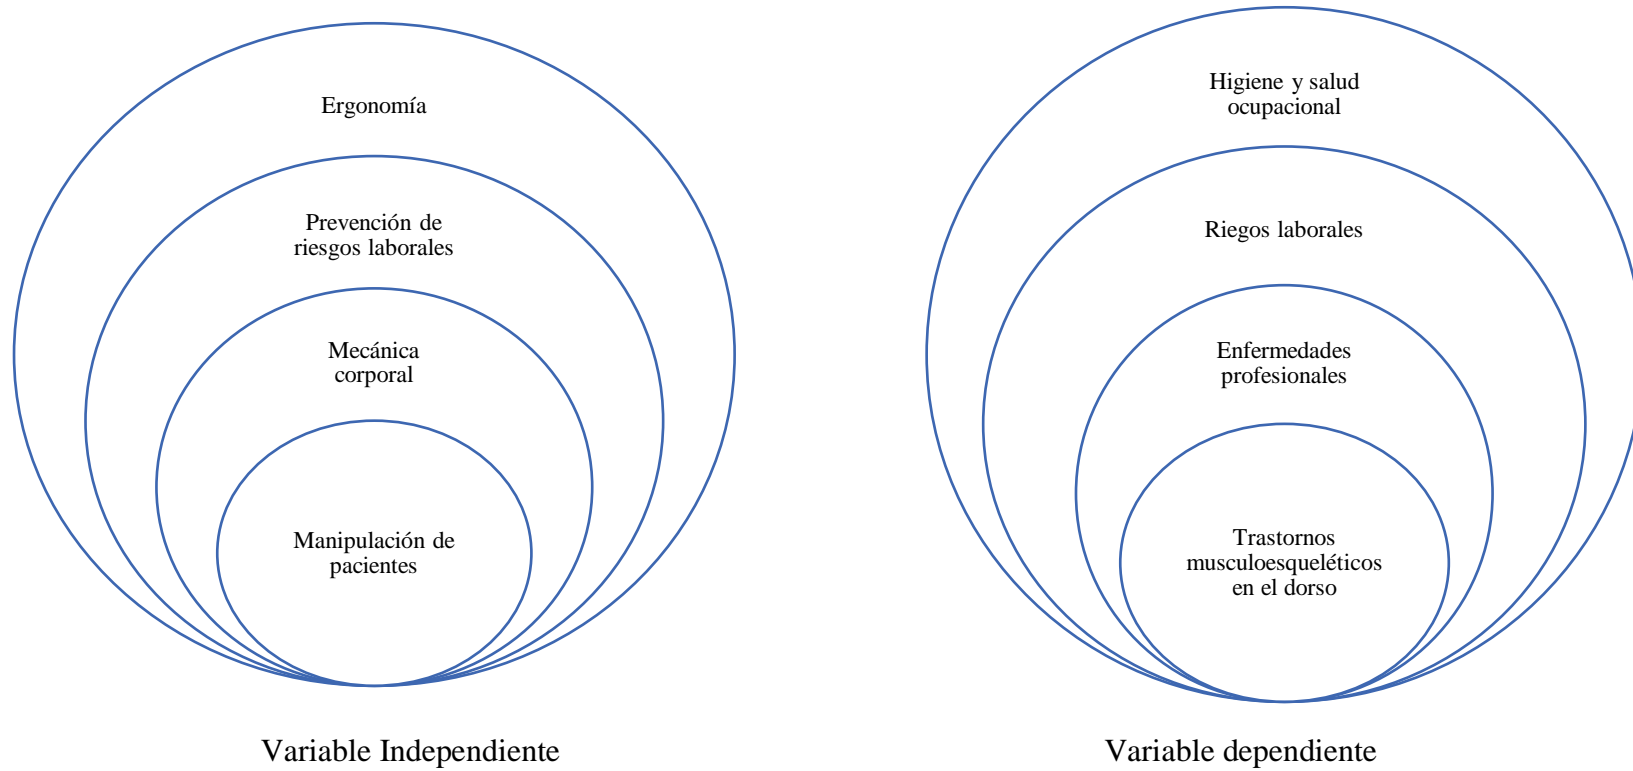 Ergonomía
Prevención de
riesgos laborales
Mecánica
corporal
Manipulación de
pacientes
Variable Independiente
Higiene y salud
ocupacional
Riegos laborales
Enfermedades
profesionales
Trastornos
musculoesqueléticos
en el dorso
Variable dependiente